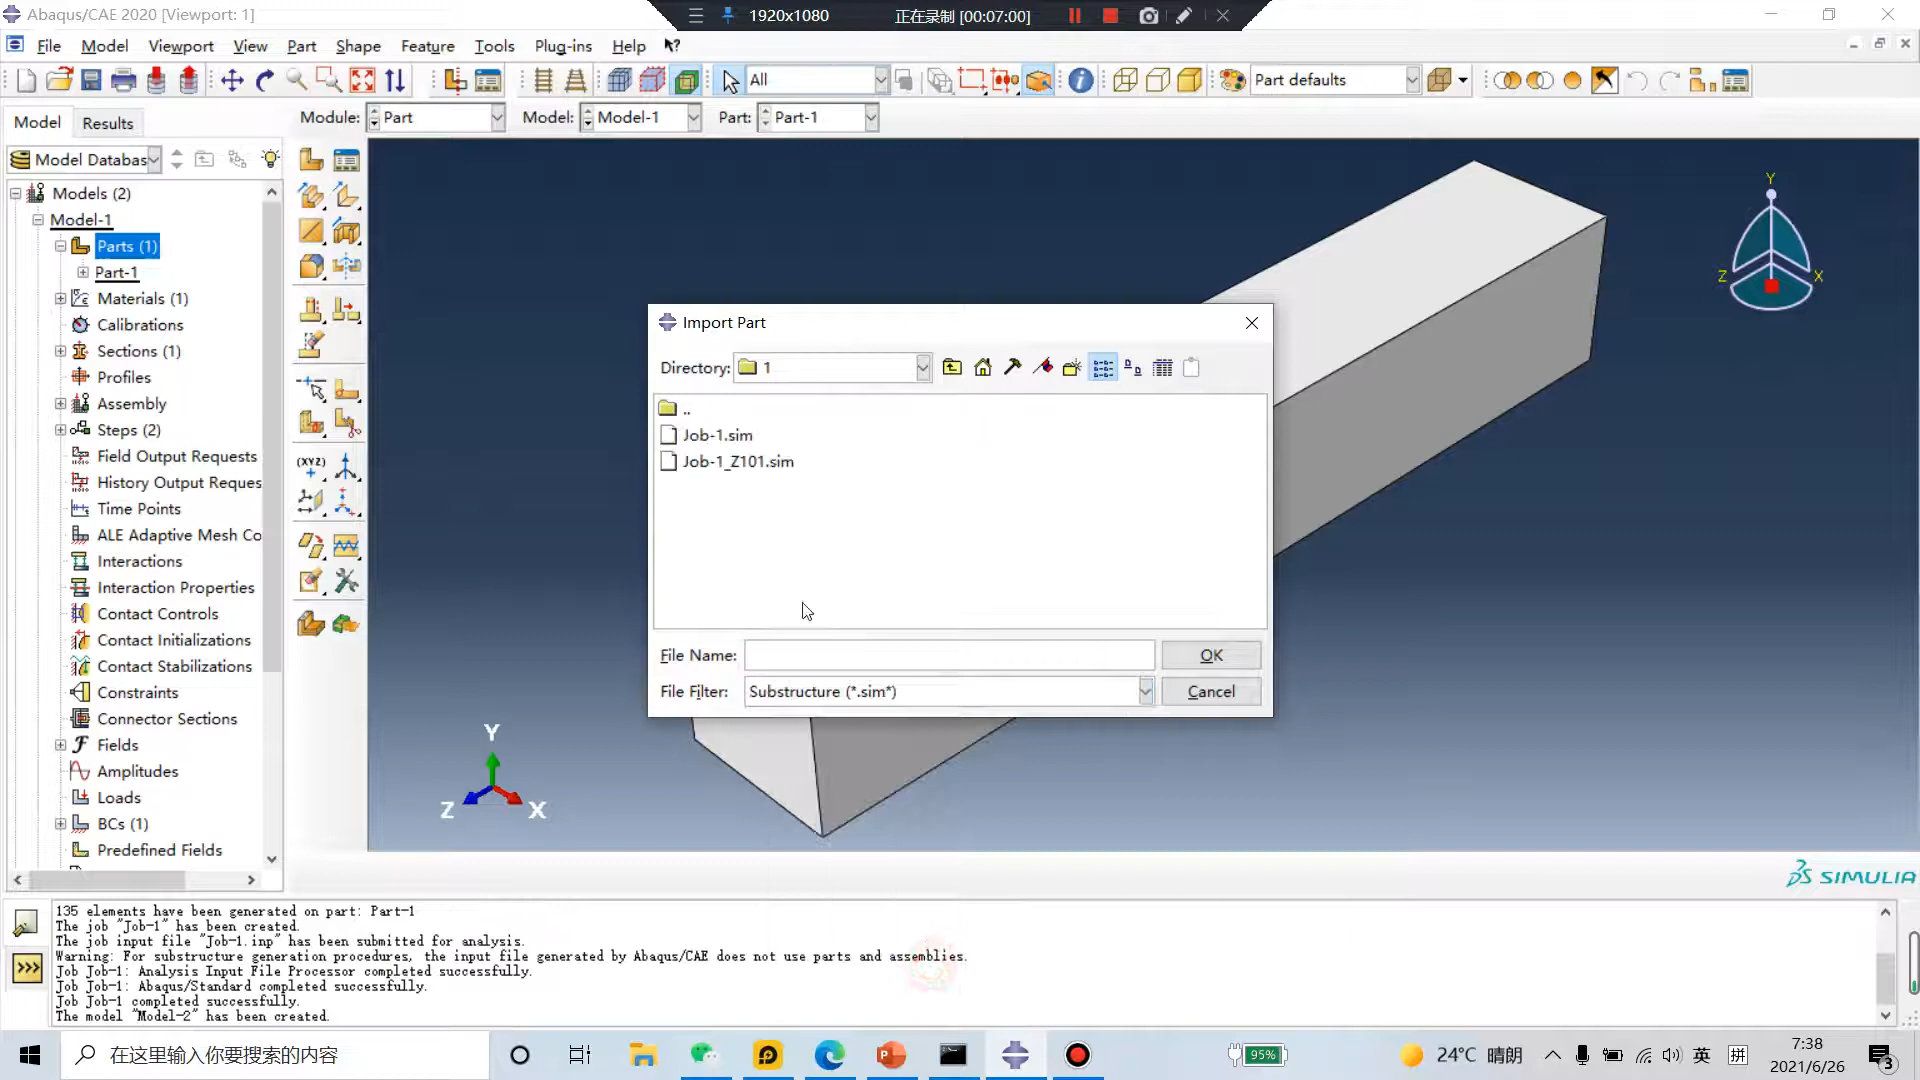 Abaqus/CAE 2020 [Viewport: 1]
1920x1080
正在录制 [00:07:00]
File Model Viewport View Part Shape Feature Tools Plug-ins Help
All
Part defaults
Model Results
Module: Part Model: Model-1 Part: Part-1
Model Databas
Models (2)
Model-1
Parts (1)
Part-1
Materials (1)
Calibrations
Sections (1)
Profiles
Assembly
Steps (2)
Field Output Requests
History Output Reques
Time Points
ALE Adaptive Mesh Co
Interactions
Interaction Properties
Contact Controls
Contact Initializations
Contact Stabilizations
Constraints
Connector Sections
Fields
Amplitudes
Loads
BCs (1)
Predefined Fields
(XYZ)
Import Part
Directory: 1
..
Job-1.sim
Job-1_Z101.sim
File Name: OK
File Filter: Substructure (*.sim*) Cancel
Y
Z X
Y
Z X
SIMULIA
135 elements have been generated on part: Part-1
The job "Job-1" has been created.
The job input file "Job-1.inp" has been submitted for analysis.
Warning: For substructure generation procedures, the input file generated by Abaqus/CAE does not use parts and assemblies.
Job Job-1: Analysis Input File Processor completed successfully.
Job Job-1: Abaqus/Standard completed successfully.
Job Job-1 completed successfully.
The model "Model-2" has been created.
在这里输入你要搜索的内容
95%
24°C 晴朗
英
拼
7:38
2021/6/26
3